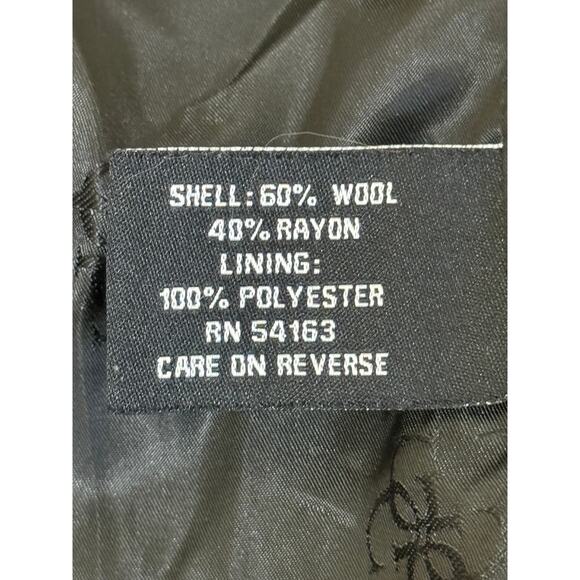 SHELL: 60% WOOL
40% RAYON
LINING:
100% POLYESTER
RN 54163
CARE ON REVERSE